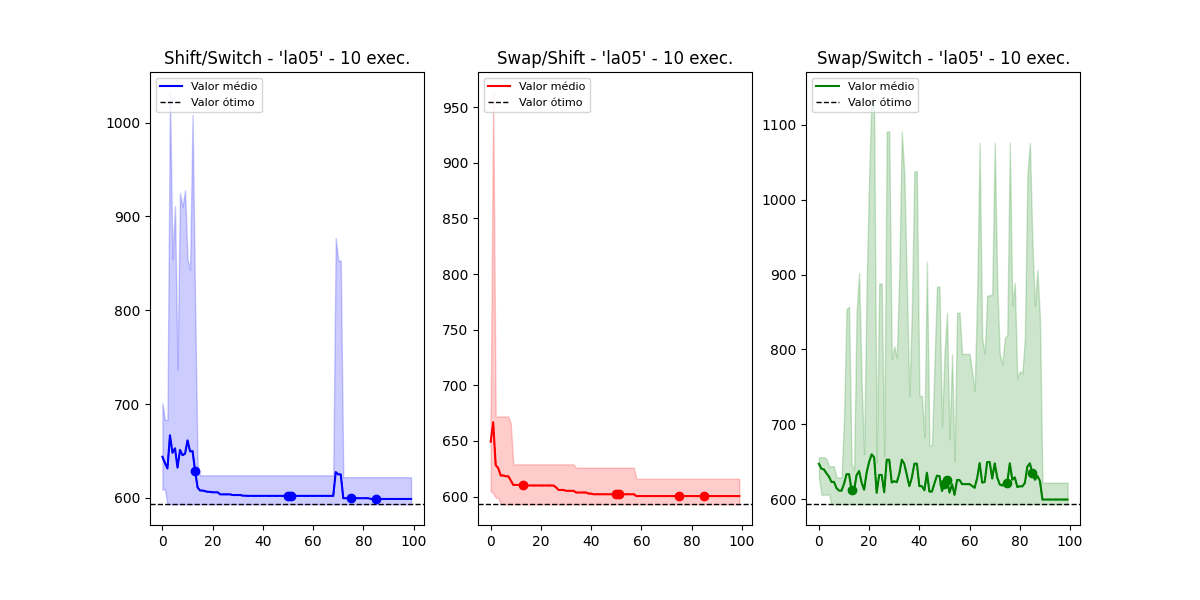 Shift/Switch - 'la05' - 10 exec.
Valor médio
Valor ótimo
1000
900
800
700
600
0 20 40 60 80 100
Swap/Shift - 'la05' - 10 exec.
Valor médio
Valor ótimo
950
900
850
800
750
700
650
600
0 20 40 60 80 100
Swap/Switch - 'la05' - 10 exec.
Valor médio
Valor ótimo
1100
1000
900
800
700
600
0 20 40 60 80 100